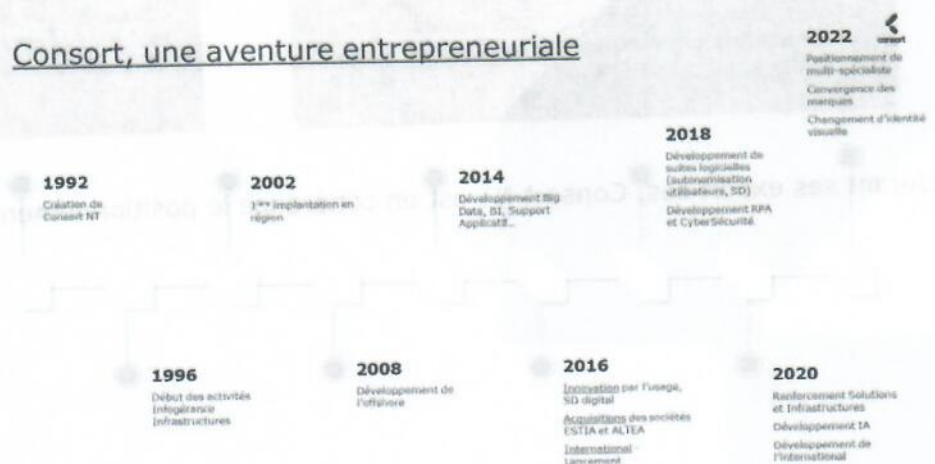 Consort, une aventure entrepreneuriale
1992
Création de
Consort NT
1996
Début des activités
Infogérance
Infrastructures
2002
1ère implantation en
région
2008
Développement de
l'offshore
2014
Développement Big
Data, BI, Support
Applicatif...
2016
Innovation par l'usage,
SD digital
Acquisitions des sociétés
ESTIA et ALTEA
International -
Lancement
2018
Développement de
suites logicielles
(autonomisation
utilisateurs, SD)
Développement RPA
et CyberSécurité.
2020
Renforcement Solutions
et Infrastructures
Développement IA
Développement de
l'international
2022
consort
Positionnement de
multi-spécialiste
Convergence des
marques
Changement d'identité
visuelle